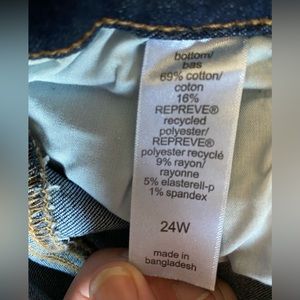 bottom/
bas
69% cotton/
coton
16%
REPREVE®
recycled
polyester/
REPREVE®
polyester recyclé
9% rayon/
rayonne
5% elasterell-p
1% spandex
24W
made in
bangladesh